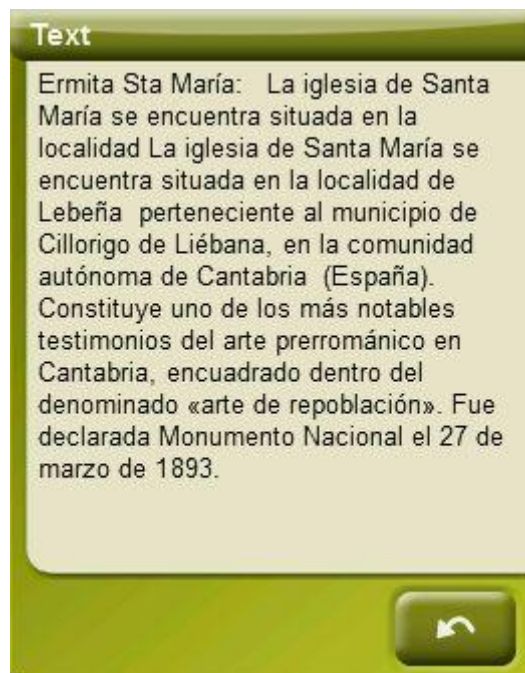 Text
Ermita Sta María:   La iglesia de Santa
María se encuentra situada en la
localidad La iglesia de Santa María se
encuentra situada en la localidad de
Lebeña  perteneciente al municipio de
Cillorigo de Liébana, en la comunidad
autónoma de Cantabria  (España).
Constituye uno de los más notables
testimonios del arte prerrománico en
Cantabria, encuadrado dentro del
denominado «arte de repoblación». Fue
declarada Monumento Nacional el 27 de
marzo de 1893.